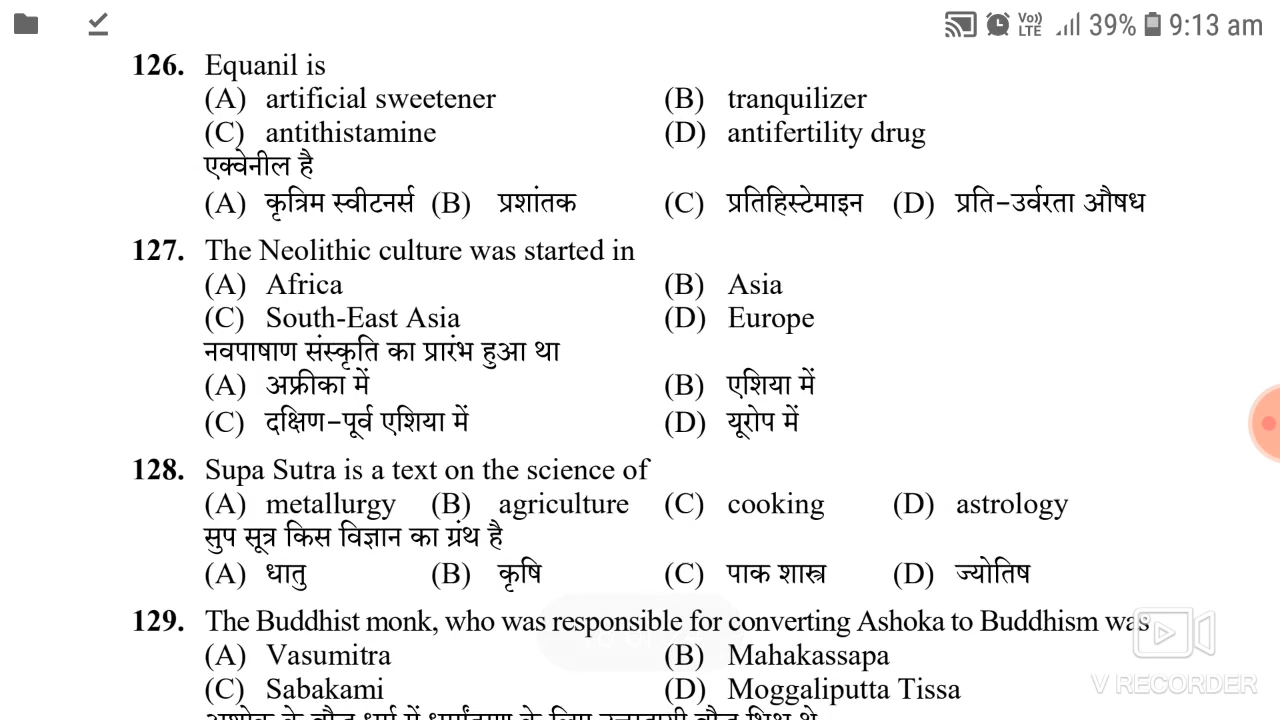 Vo)) LTE 39% 9:13 am
126. Equanil is
(A) artificial sweetener (B) tranquilizer
(C) antithistamine (D) antifertility drug
एक्वेनील है
(A) कृत्रिम स्वीटनर्स (B) प्रशांतक (C) प्रतिहिस्टेमाइन (D) प्रति-उर्वरता औषध
127. The Neolithic culture was started in
(A) Africa (B) Asia
(C) South-East Asia (D) Europe
नवपाषाण संस्कृति का प्रारंभ हुआ था
(A) अफ्रीका में (B) एशिया में
(C) दक्षिण-पूर्व एशिया में (D) यूरोप में
128. Supa Sutra is a text on the science of
(A) metallurgy (B) agriculture (C) cooking (D) astrology
सुप सूत्र किस विज्ञान का ग्रंथ है
(A) धातु (B) कृषि (C) पाक शास्त्र (D) ज्योतिष
129. The Buddhist monk, who was responsible for converting Ashoka to Buddhism was
(A) Vasumitra (B) Mahakassapa
(C) Sabakami (D) Moggaliputta Tissa
V RECORDER